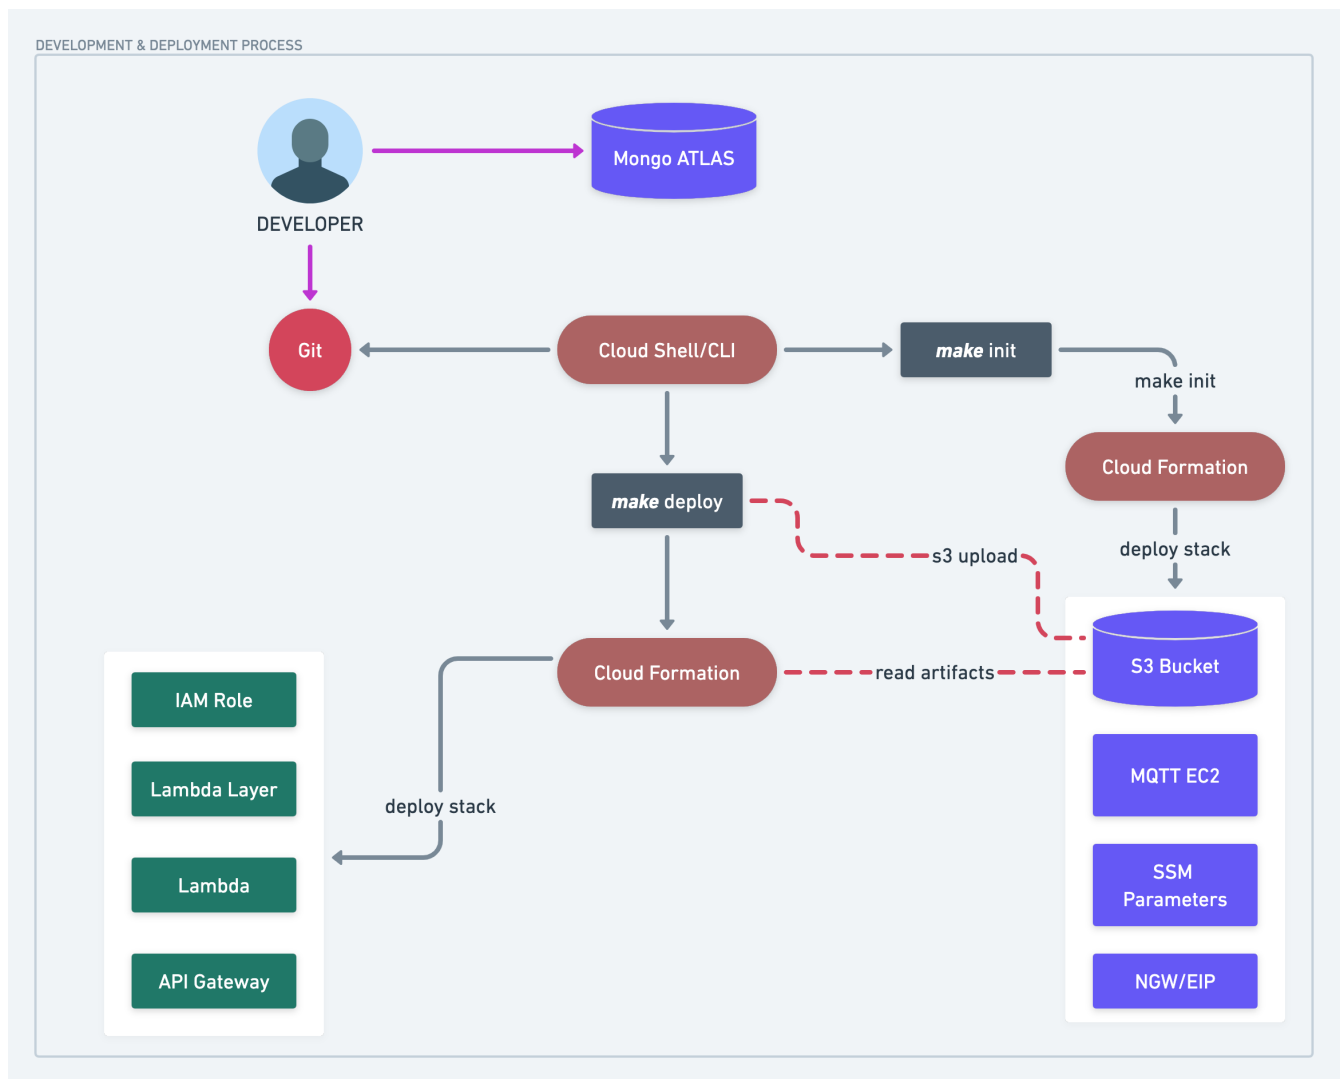 DEVELOPMENT & DEPLOYMENT PROCESS
Mongo ATLAS
DEVELOPER
Git
Cloud Shell/CLI
make init
make init
Cloud Formation
make deploy
s3 upload
deploy stack
Cloud Formation
read artifacts
S3 Bucket
IAM Role
Lambda Layer
deploy stack
Lambda
API Gateway
MQTT EC2
SSM
Parameters
NGW/EIP